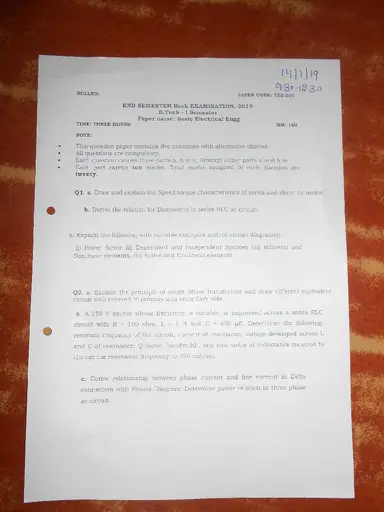 14/1/19
9:30-12:30
ROLLNO:
PAPER CODE: TEE-201
END SEMESTER Back EXAMINATION, 2019
B.Tech - I Semester
Paper name: Basic Electrical Engg
TIME: THREE HOURS
MM: 100
NOTE:
• This question paper contains five questions with alternative choices.
• All questions are compulsory.
• Each question carries three parts a, b & c. Attempt either parts a and b or
• Each part carries ten marks. Total marks assigned to each question are
twenty.
Q1. a. Draw and explain the Speed torque characteristics of series and shunt dc motor.
b. Derive the relation for Bandwidth in series RLC ac circuit.
c. Explain the following with suitable examples and/or circuit diagrams:
(i) Power factor (ii) Dependent and Independent Sources (iii) Bilateral and
Nonlinear elements (iv) Active and Unilateral elements
Q2. a. Explain the principle of single phase transformer and draw different equivalent
circuit with referred to primary and secondary side.
b. A 250 V source whose frequency is variable, is impressed across a series RLC
circuit with R = 100 ohm, L = 1 H and C = 600 µF. Determine the following:
resonant frequency of the circuit, current at resonance, voltage developed across L
and C at resonance, Q factor, bandwidth, and new value of inductance required to
change the resonance frequency to rad/sec.
c. Derive relationship between phase current and line current in Delta
connection with Phasor Diagram. Determine power relation in three phase
ac circuit.